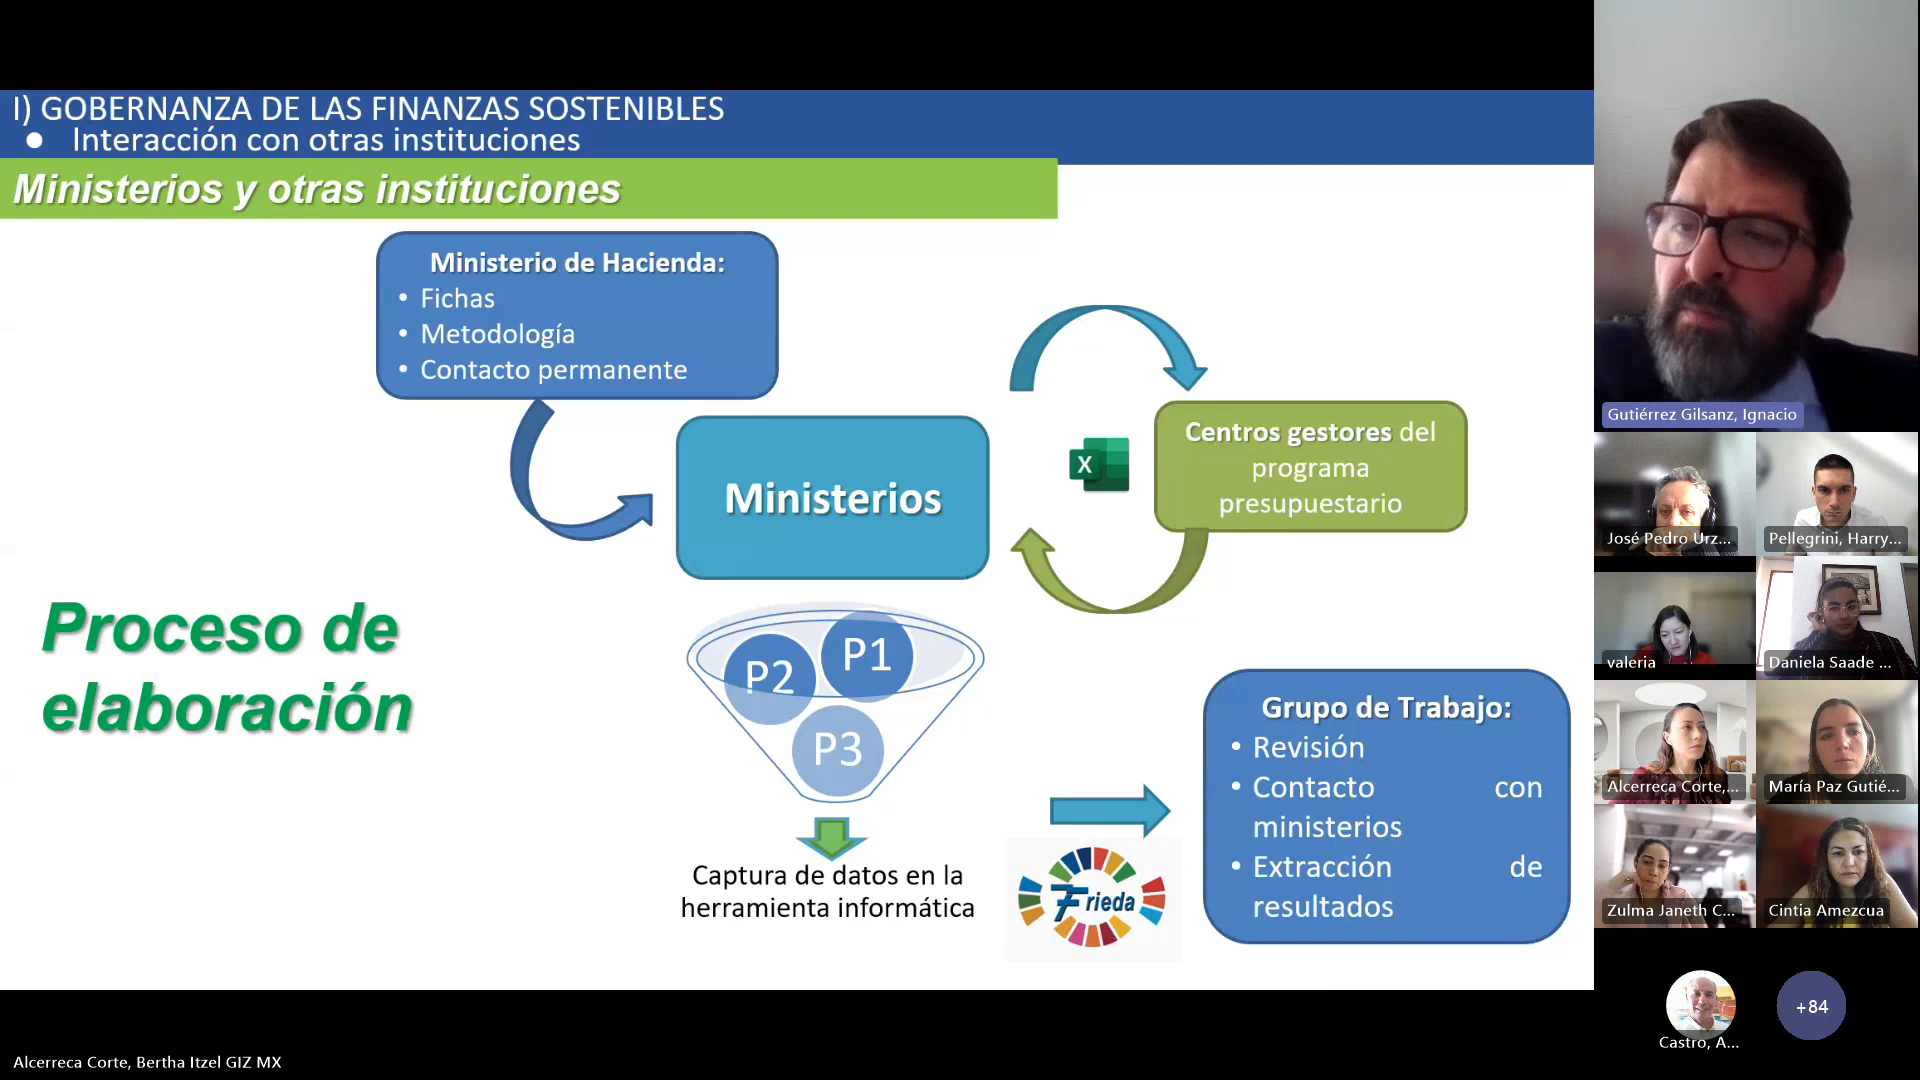 I) GOBERNANZA DE LAS FINANZAS SOSTENIBLES
● Interacción con otras instituciones
Ministerios y otras instituciones
Ministerio de Hacienda:
• Fichas
• Metodología
• Contacto permanente
Ministerios
X
Centros gestores del
programa
presupuestario
Proceso de
elaboración
P1
P2
P3
Captura de datos en la
herramienta informática
Frieda
Grupo de Trabajo:
• Revisión
• Contacto con
ministerios
• Extracción de
resultados
Gutiérrez Gilsanz, Ignacio
José Pedro Urz...
Pellegrini, Harry...
valeria
Daniela Saade ...
Alcerreca Corte,...
María Paz Gutié...
Zulma Janeth C...
Cintia Amezcua
Castro, A...
+84
Alcerreca Corte, Bertha Itzel GIZ MX